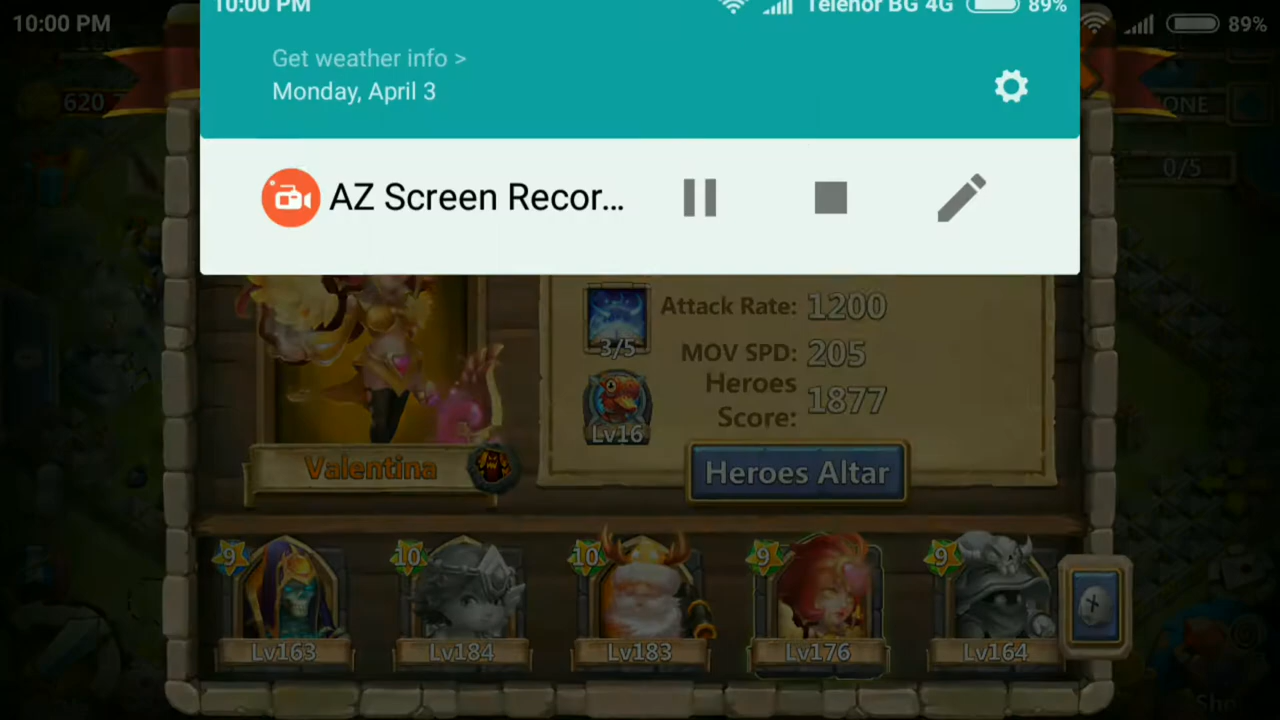 10:00 PM
10:00 PM
Telenor BG 4G
89%
89%
Get weather info >
Monday, April 3
620
ONE
0/5
AZ Screen Recor...
Attack Rate: 1200
3/5
MOV SPD: 205
Heroes
Score: 1877
Lv16
Valentina
Heroes Altar
9
10
10
9
9
Lv163
Lv184
Lv183
Lv176
Lv164